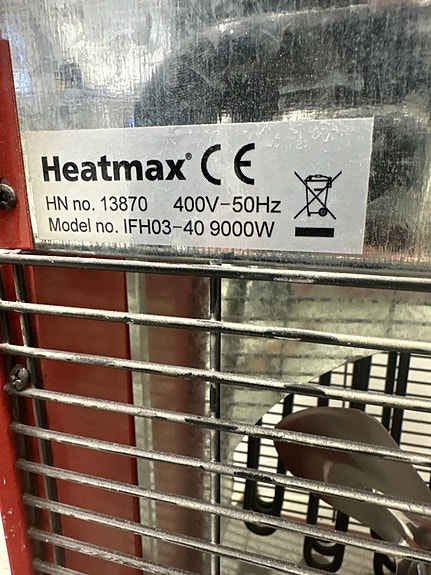 Heatmax® CE
HN no. 13870 400V-50Hz
Model no. IFH03-40 9000W